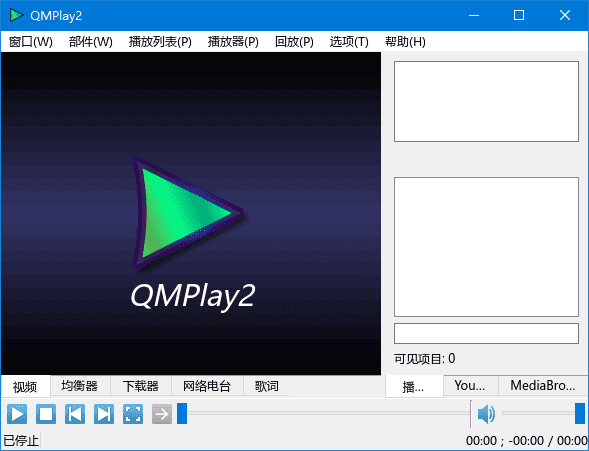 QMPlay2
窗口(W) 部件(W) 播放列表(P) 播放器(P) 回放(P) 选项(T) 帮助(H)
QMPlay2
可见项目: 0
视频 均衡器 下载器 网络电台 歌词 播... You... MediaBro...
已停止 00:00 ; -00:00 / 00:00